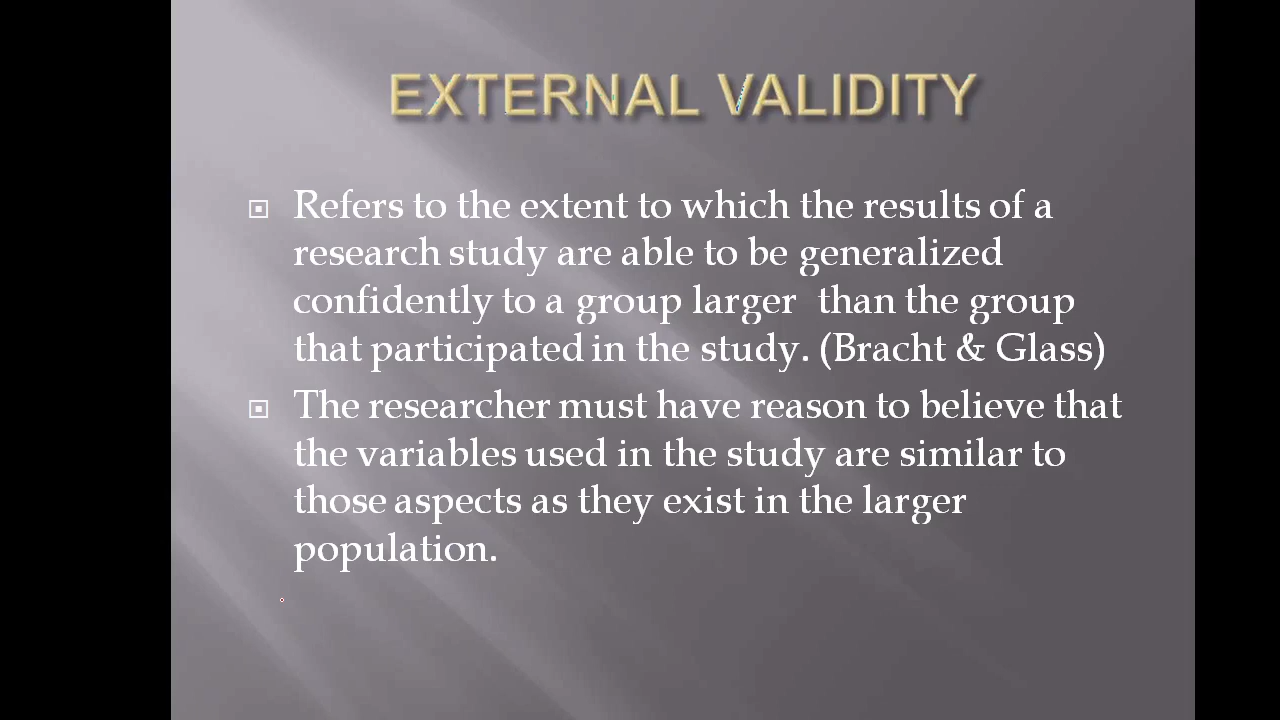 EXTERNAL VALIDITY
Refers to the extent to which the results of a
research study are able to be generalized
confidently to a group larger  than the group
that participated in the study. (Bracht & Glass)
The researcher must have reason to believe that
the variables used in the study are similar to
those aspects as they exist in the larger
population.